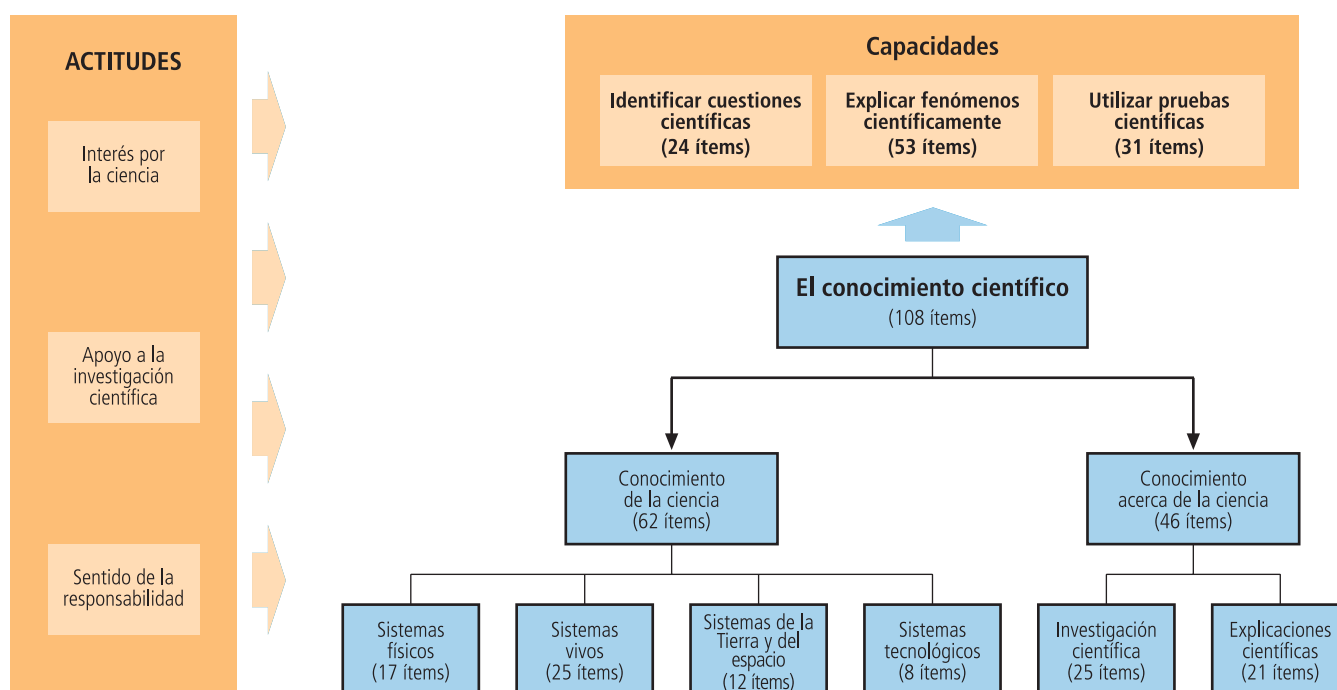 ACTITUDES
Interés por
la ciencia
Apoyo a la
investigación
científica
Sentido de la
responsabilidad
Capacidades
Identificar cuestiones
científicas
(24 ítems)
Explicar fenómenos
científicamente
(53 ítems)
Utilizar pruebas
científicas
(31 ítems)
El conocimiento científico
(108 ítems)
Conocimiento
de la ciencia
(62 ítems)
Conocimiento
acerca de la ciencia
(46 ítems)
Sistemas
físicos
(17 ítems)
Sistemas
vivos
(25 ítems)
Sistemas de la
Tierra y del
espacio
(12 ítems)
Sistemas
tecnológicos
(8 ítems)
Investigación
científica
(25 ítems)
Explicaciones
científicas
(21 ítems)